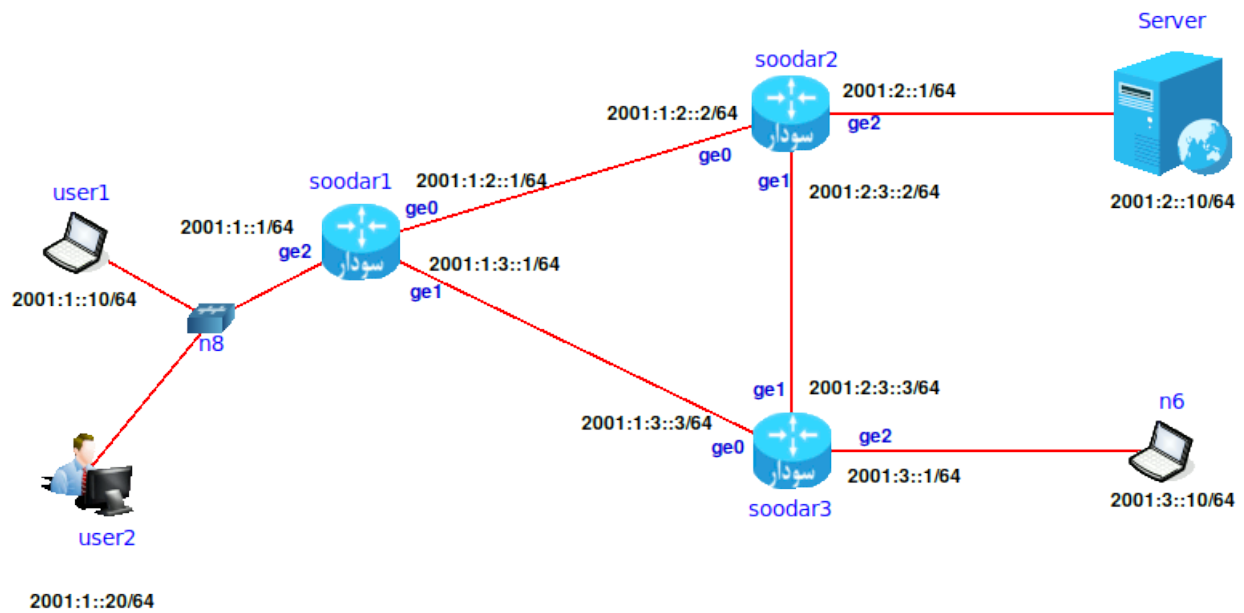 Server
soodar2
2001:2::1/64
2001:1:2::2/64
ge2
سودار
ge0
2001:2::10/64
ge1
2001:2:3::2/64
soodar1
2001:1:2::1/64
user1
ge0
2001:1::1/64
ge2
سودار
2001:1:3::1/64
ge1
2001:1::10/64
n8
2001:2:3::3/64
ge1
n6
2001:1:3::3/64
ge2
ge0
سودار
2001:3::1/64
2001:3::10/64
soodar3
user2
2001:1::20/64